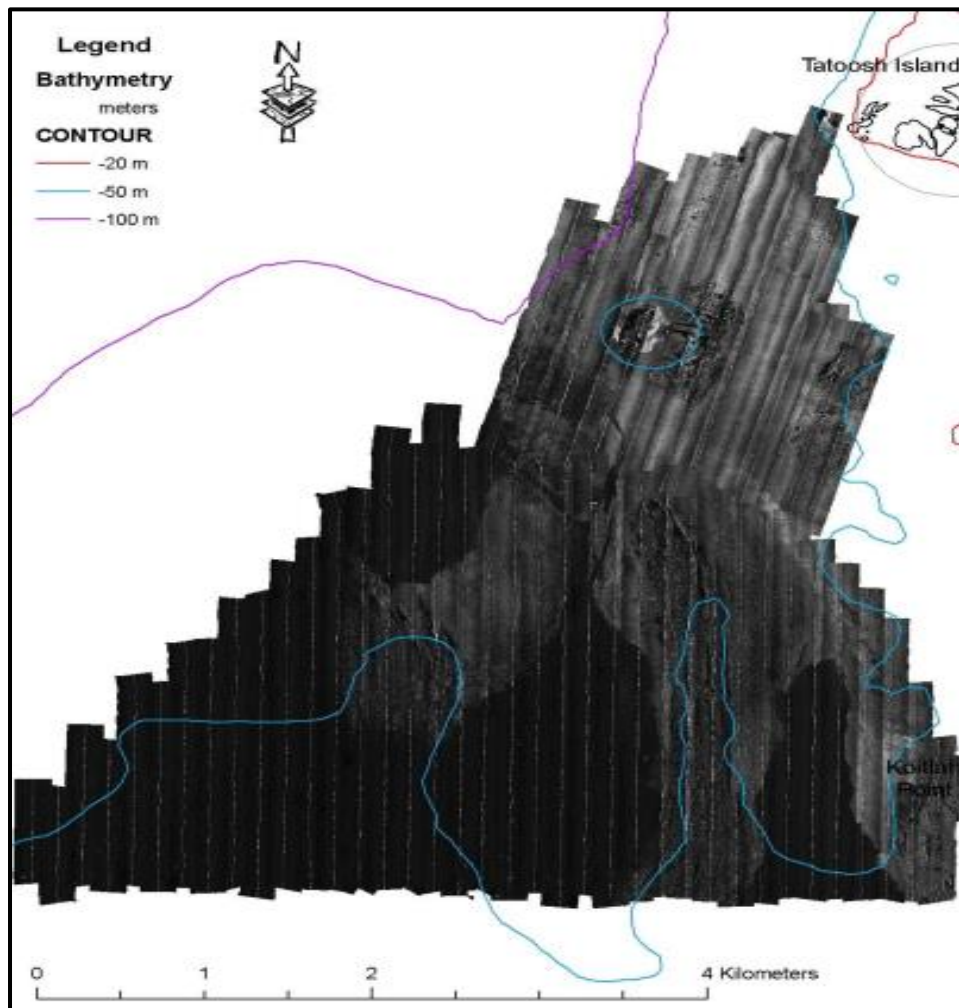 Legend
N
Bathymetry
meters
CONTOUR
-20 m
-50 m
-100 m
Tatoosh Island
Koitlah
Point
0 1 2 4 Kilometers